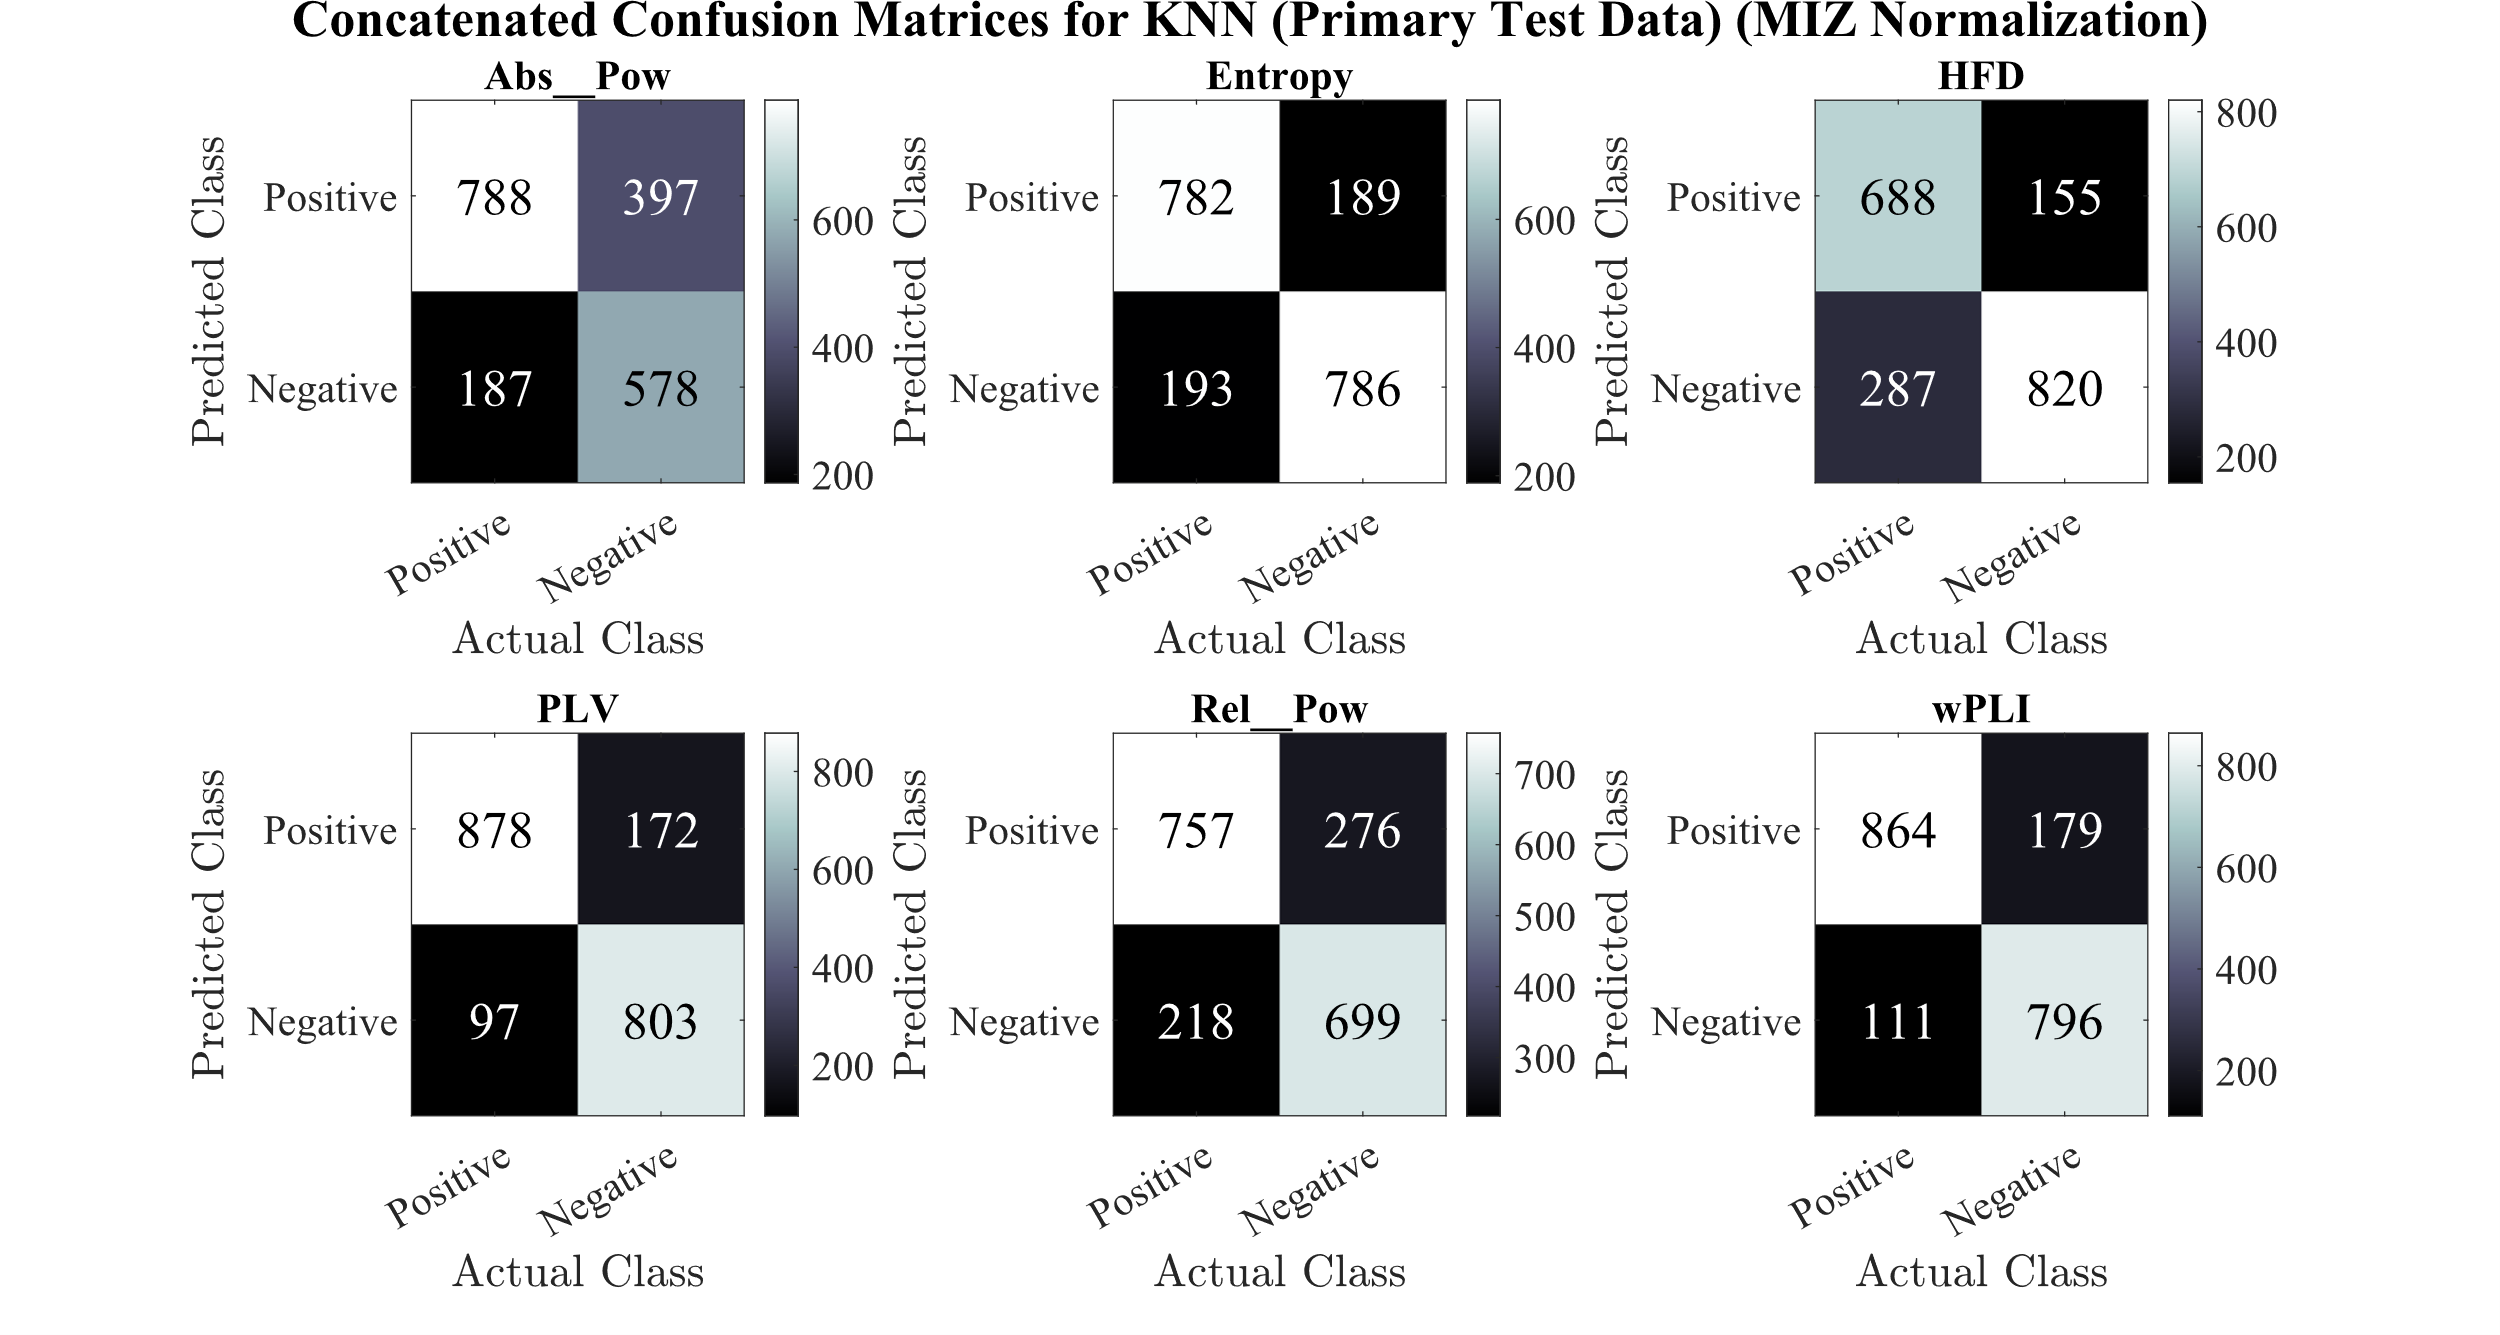 Concatenated Confusion Matrices for KNN (Primary Test Data) (MIZ Normalization)
Abs__Pow
Predicted Class
Positive
Negative
788
397
187
578
600
400
200
Positive
Negative
Actual Class
Entropy
Predicted Class
Positive
Negative
782
189
193
786
600
400
200
Positive
Negative
Actual Class
HFD
Predicted Class
Positive
Negative
688
155
287
820
800
600
400
200
Positive
Negative
Actual Class
PLV
Predicted Class
Positive
Negative
878
172
97
803
800
600
400
200
Positive
Negative
Actual Class
Rel__Pow
Predicted Class
Positive
Negative
757
276
218
699
700
600
500
400
300
Positive
Negative
Actual Class
wPLI
Predicted Class
Positive
Negative
864
179
111
796
800
600
400
200
Positive
Negative
Actual Class